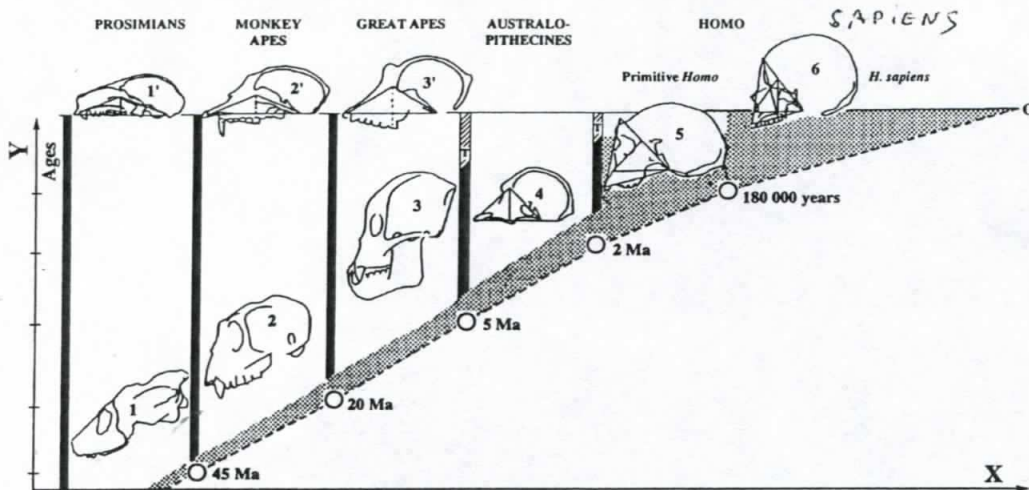 PROSIMIANS
MONKEY
APES
GREAT APES
AUSTRALO-
PITHECINES
HOMO
SAPIENS
Primitive Homo
H. sapiens
1'
2'
3'
6
5
4
3
2
1
T
T
O
Y
Ages
180 000 years
2 Ma
5 Ma
20 Ma
45 Ma
X